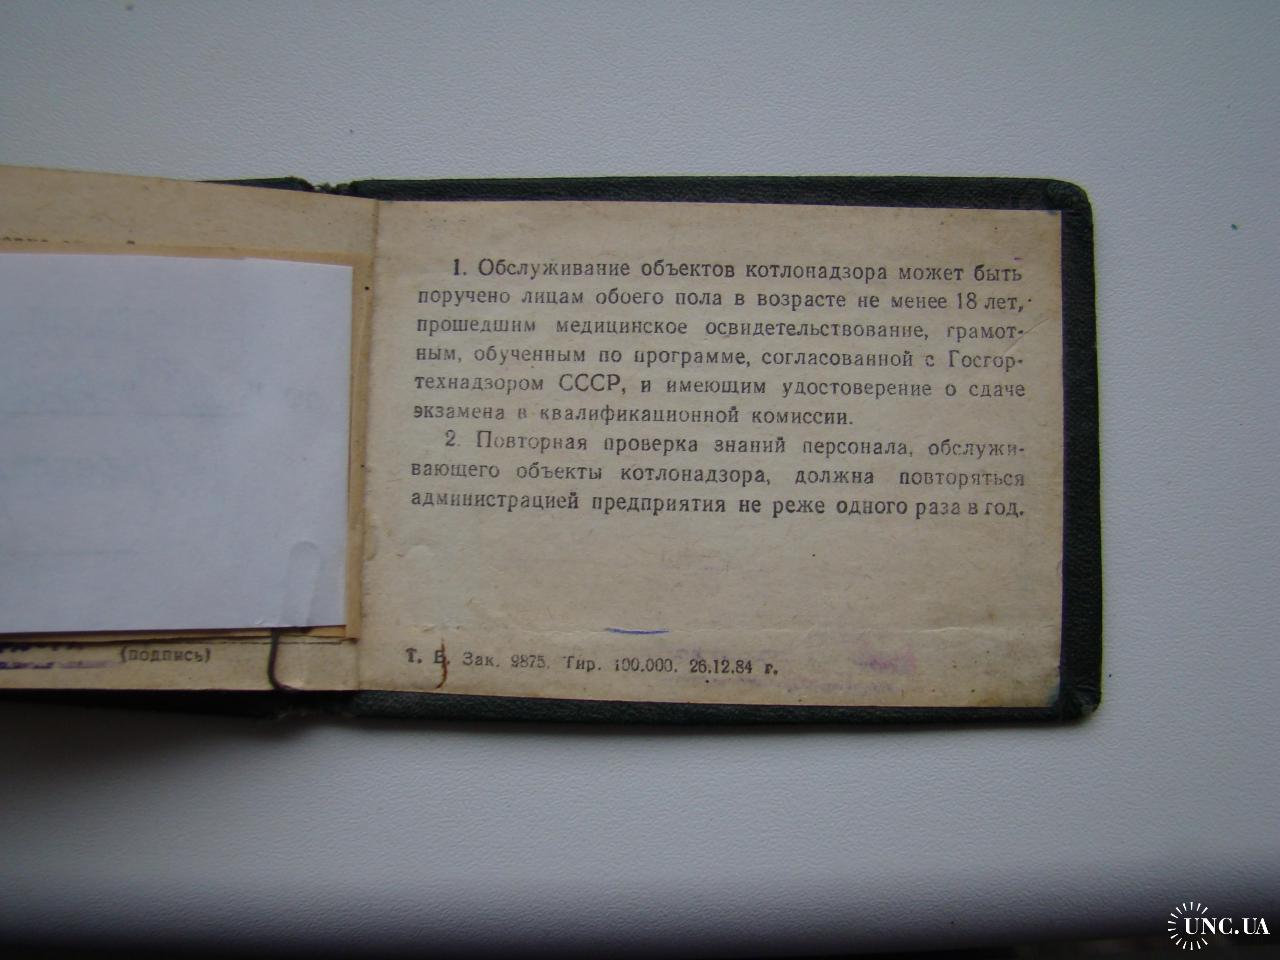 1. Обслуживание объектов котлонадзора может быть
поручено лицам обоего пола в возрасте не менее 18 лет,
прошедшим медицинское освидетельствование, грамот-
ным, обученным по программе, согласованной с Госгор-
технадзором СССР, и имеющим удостоверение о сдаче
экзамена в квалификационной комиссии.
2. Повторная проверка знаний персонала, обслужи-
вающего объекты котлонадзора, должна повторяться
администрацией предприятия не реже одного раза в год.
(подпись)
Т. Б. Зак. 9875. Тир. 100.000. 26.12.84 г.
UNC.UA